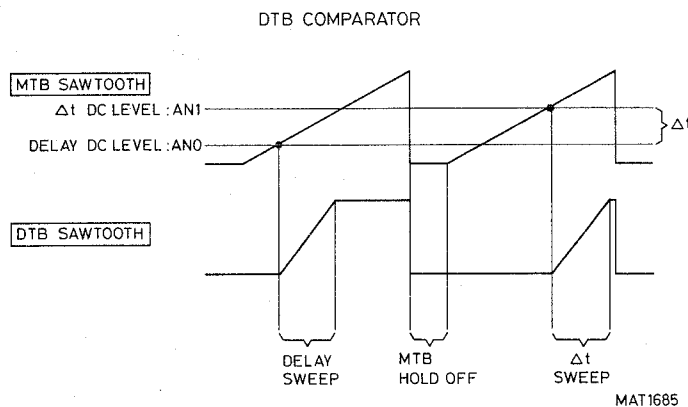 DTB COMPARATOR
MTB SAWTOOTH
Δt DC LEVEL : AN1
Δt
DELAY DC LEVEL : AN0
DTB SAWTOOTH
DELAY
SWEEP
MTB
HOLD OFF
Δt
SWEEP
MAT1685